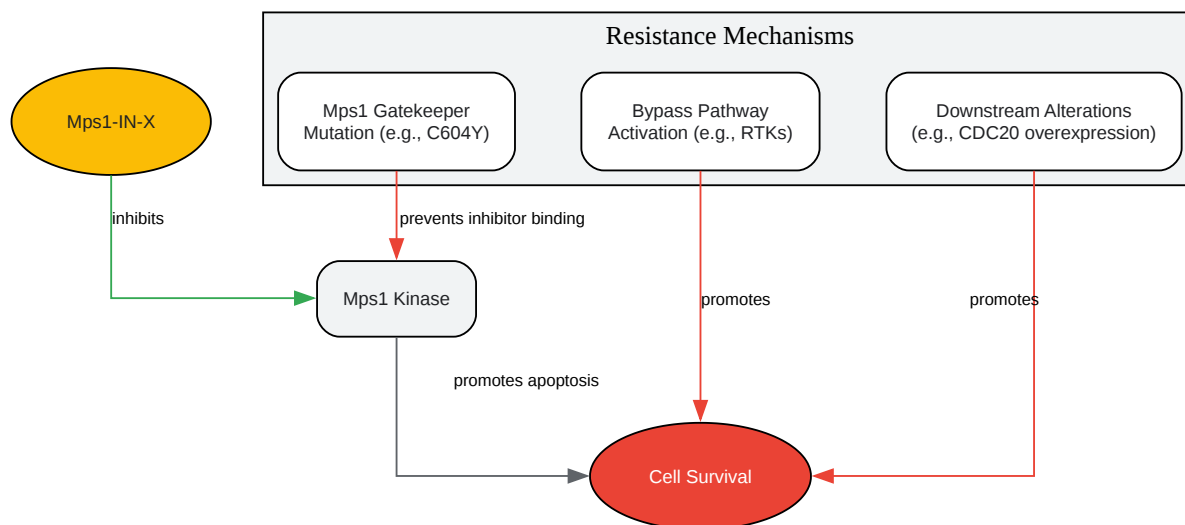 Resistance Mechanisms
Mps1-IN-X
Mps1 Gatekeeper
Mutation (e.g., C604Y)
Bypass Pathway
Activation (e.g., RTKs)
Downstream Alterations
(e.g., CDC20 overexpression)
inhibits
prevents inhibitor binding
Mps1 Kinase
promotes
promotes
promotes apoptosis
Cell Survival